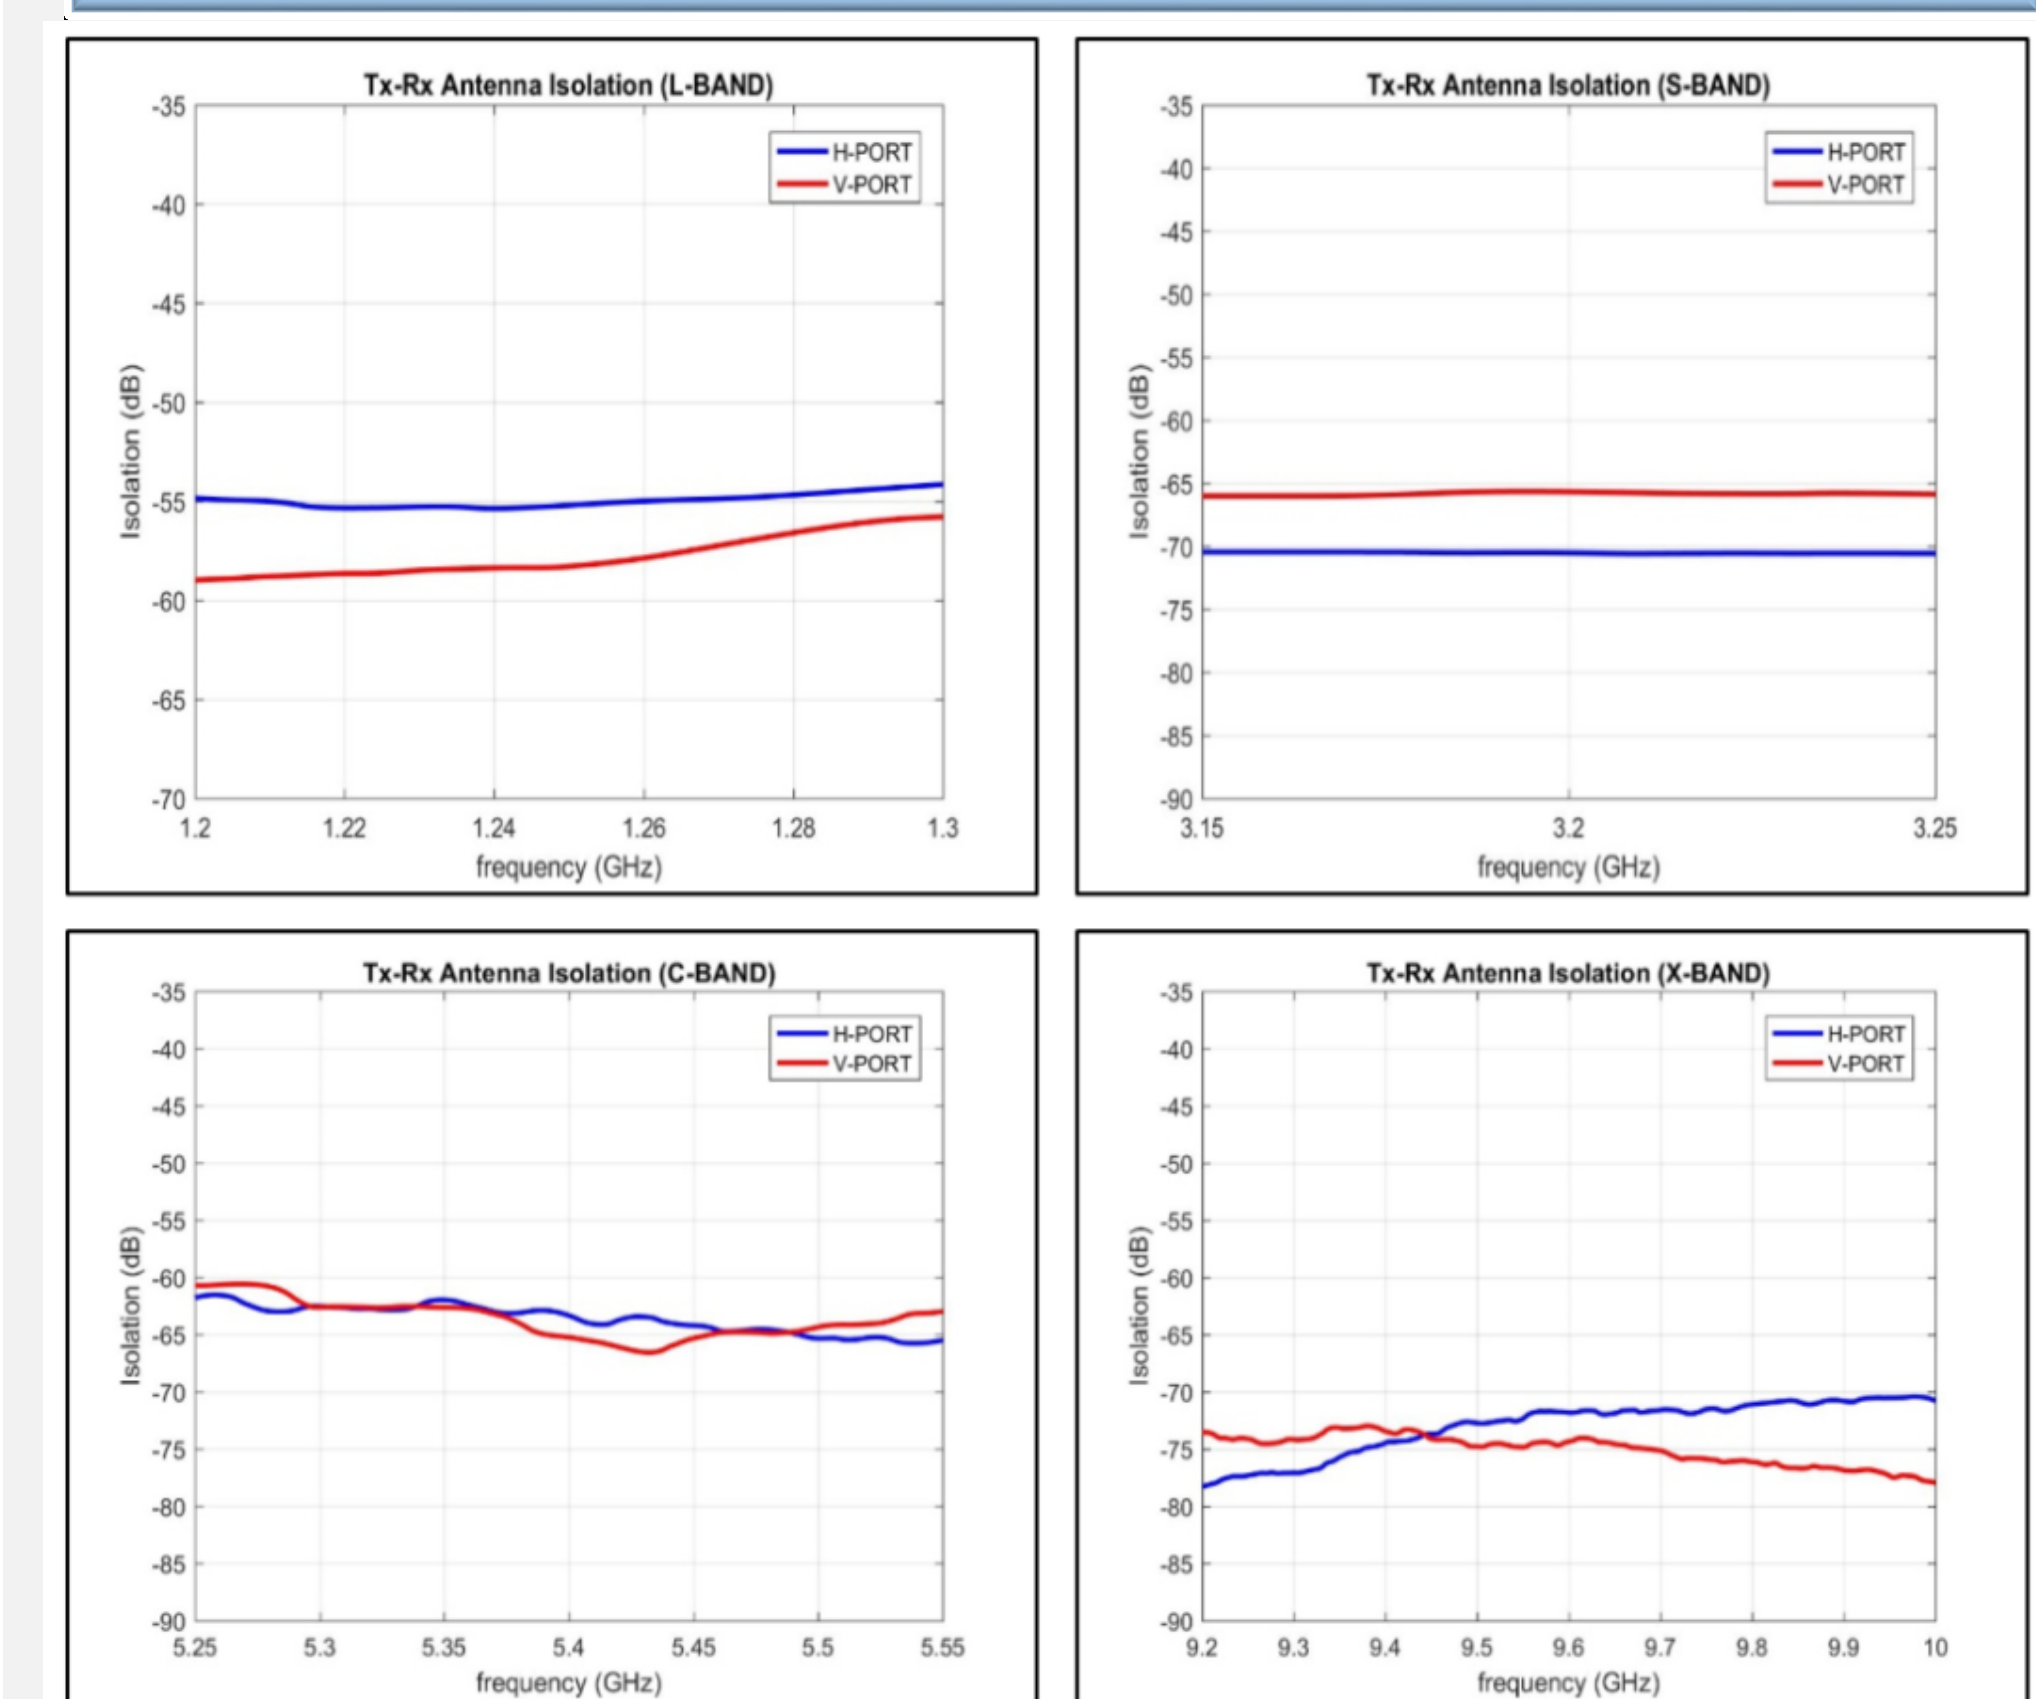 Tx-Rx Antenna Isolation (L-BAND)
-35
-40
-45
-50
-55
-60
-65
-70
Isolation (dB)
H-PORT
V-PORT
1.2 1.22 1.24 1.26 1.28 1.3
frequency (GHz)
Tx-Rx Antenna Isolation (S-BAND)
-35
-40
-45
-50
-55
-60
-65
-70
-75
-80
-85
-90
Isolation (dB)
H-PORT
V-PORT
3.15 3.2 3.25
frequency (GHz)
Tx-Rx Antenna Isolation (C-BAND)
-35
-40
-45
-50
-55
-60
-65
-70
-75
-80
-85
-90
Isolation (dB)
H-PORT
V-PORT
5.25 5.3 5.35 5.4 5.45 5.5 5.55
frequency (GHz)
Tx-Rx Antenna Isolation (X-BAND)
-35
-40
-45
-50
-55
-60
-65
-70
-75
-80
-85
-90
Isolation (dB)
H-PORT
V-PORT
9.2 9.3 9.4 9.5 9.6 9.7 9.8 9.9 10
frequency (GHz)